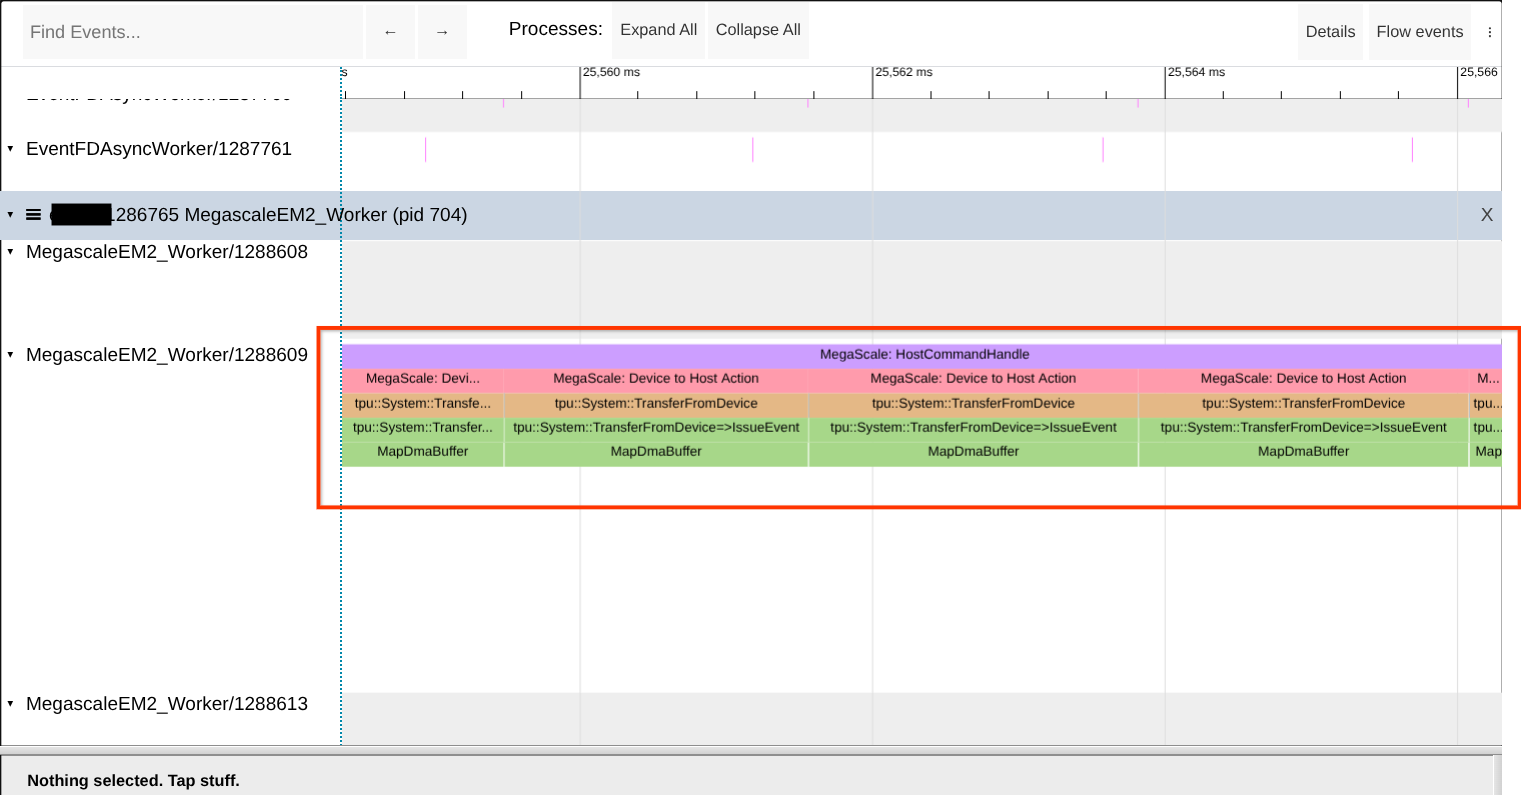 Find Events... ← → Processes: Expand All Collapse All Details Flow events
s 25,560 ms 25,562 ms 25,564 ms 25,566
EventFDAsyncWorker/1287761
286765 MegascaleEM2_Worker (pid 704) X
MegascaleEM2_Worker/1288608
MegascaleEM2_Worker/1288609
MegaScale: HostCommandHandle
MegaScale: Devi... MegaScale: Device to Host Action MegaScale: Device to Host Action MegaScale: Device to Host Action M...
tpu::System::Transfe... tpu::System::TransferFromDevice tpu::System::TransferFromDevice tpu::System::TransferFromDevice tpu...
tpu::System::Transfer... tpu::System::TransferFromDevice=>IssueEvent tpu::System::TransferFromDevice=>IssueEvent tpu::System::TransferFromDevice=>IssueEvent tpu...
MapDmaBuffer MapDmaBuffer MapDmaBuffer MapDmaBuffer Map
MegascaleEM2_Worker/1288613
Nothing selected. Tap stuff.